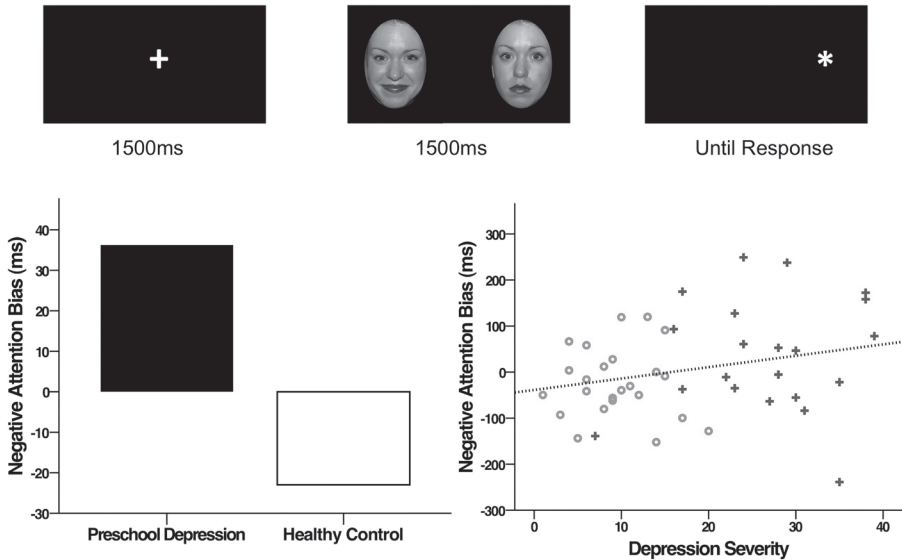 +
*
1500ms
1500ms
Until Response
Negative Attention Bias (ms)
40
30
20
10
0
-10
-20
-30
Preschool Depression
Healthy Control
Negative Attention Bias (ms)
300
200
100
0
-100
-200
-300
0
10
20
30
40
Depression Severity